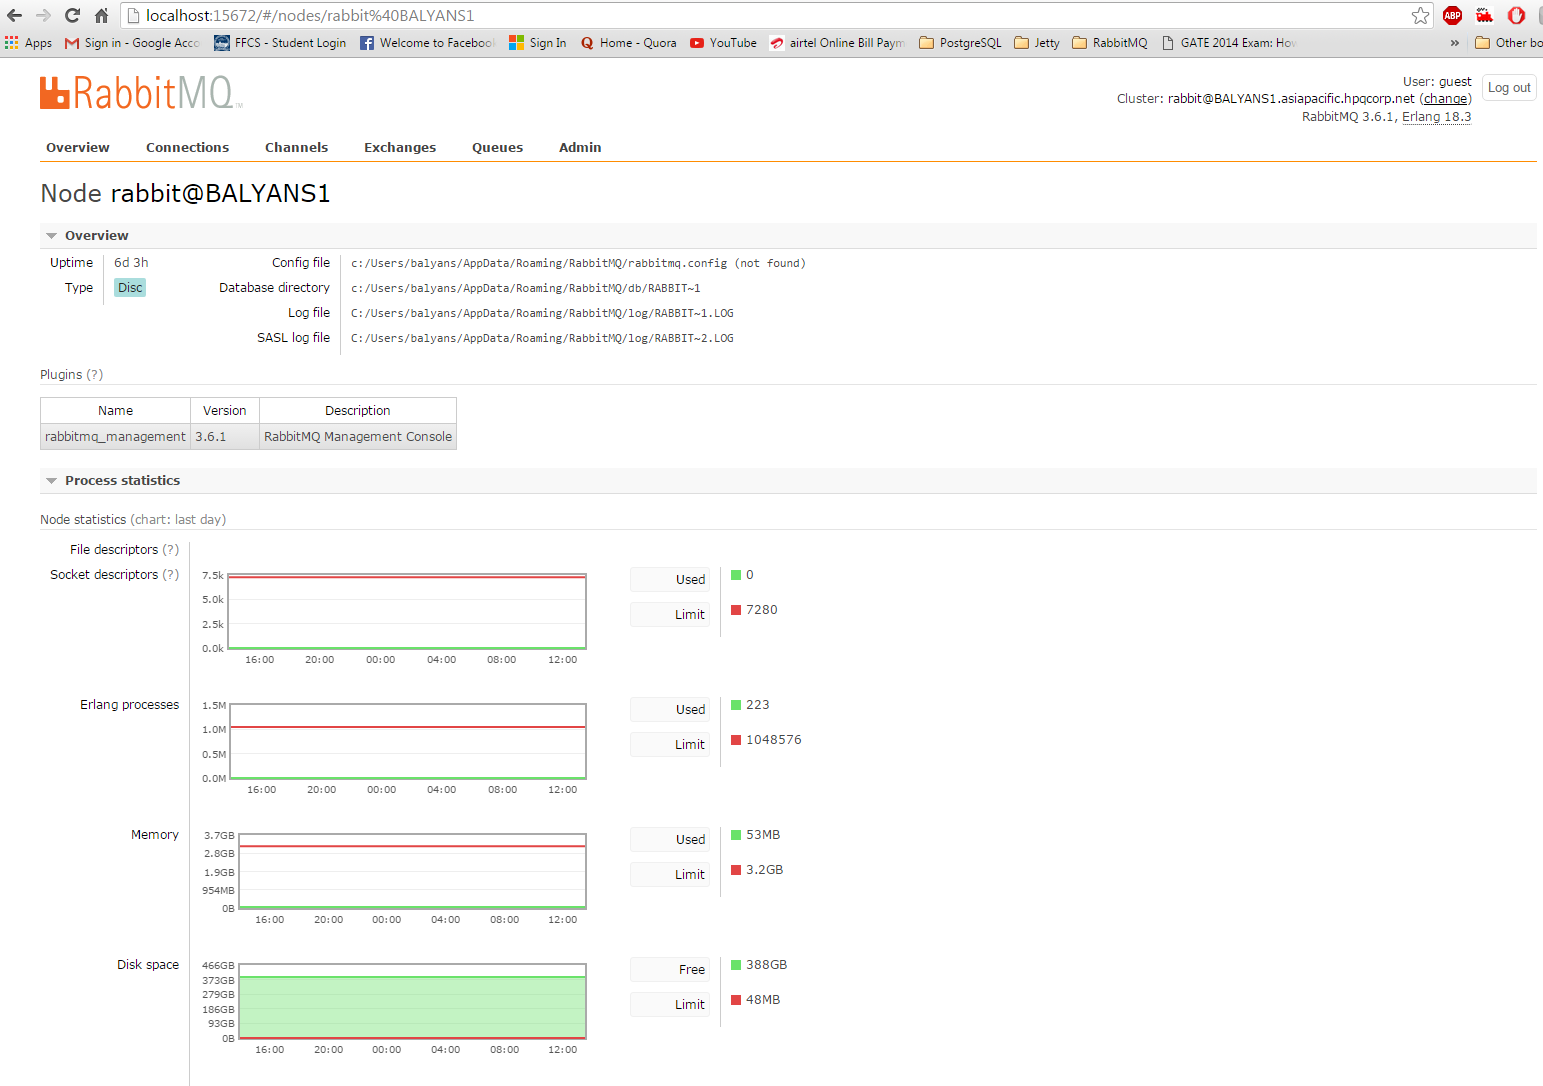 localhost:15672/#/nodes/rabbit%40BALYANS1
ABP
Apps Sign in - Google Acco FFCS - Student Login Welcome to Facebook Sign In Home - Quora YouTube airtel Online Bill Paym PostgreSQL Jetty RabbitMQ GATE 2014 Exam: How » Other bo
RabbitMQ TM
User: guest
Cluster: rabbit@BALYANS1.asiapacific.hpqcorp.net (change)
RabbitMQ 3.6.1, Erlang 18.3
Log out
Overview Connections Channels Exchanges Queues Admin
Node rabbit@BALYANS1
Overview
Uptime 6d 3h Config file c:/Users/balyans/AppData/Roaming/RabbitMQ/rabbitmq.config (not found)
Type Disc Database directory c:/Users/balyans/AppData/Roaming/RabbitMQ/db/RABBIT~1
Log file C:/Users/balyans/AppData/Roaming/RabbitMQ/log/RABBIT~1.LOG
SASL log file C:/Users/balyans/AppData/Roaming/RabbitMQ/log/RABBIT~2.LOG
Plugins (?)
Name Version Description
rabbitmq_management 3.6.1 RabbitMQ Management Console
Process statistics
Node statistics (chart: last day)
File descriptors (?)
Socket descriptors (?)
7.5k
5.0k
2.5k
0.0k
16:00 20:00 00:00 04:00 08:00 12:00
Used 0
Limit 7280
Erlang processes
1.5M
1.0M
0.5M
0.0M
16:00 20:00 00:00 04:00 08:00 12:00
Used 223
Limit 1048576
Memory
3.7GB
2.8GB
1.9GB
954MB
0B
16:00 20:00 00:00 04:00 08:00 12:00
Used 53MB
Limit 3.2GB
Disk space
466GB
373GB
279GB
186GB
93GB
0B
16:00 20:00 00:00 04:00 08:00 12:00
Free 388GB
Limit 48MB